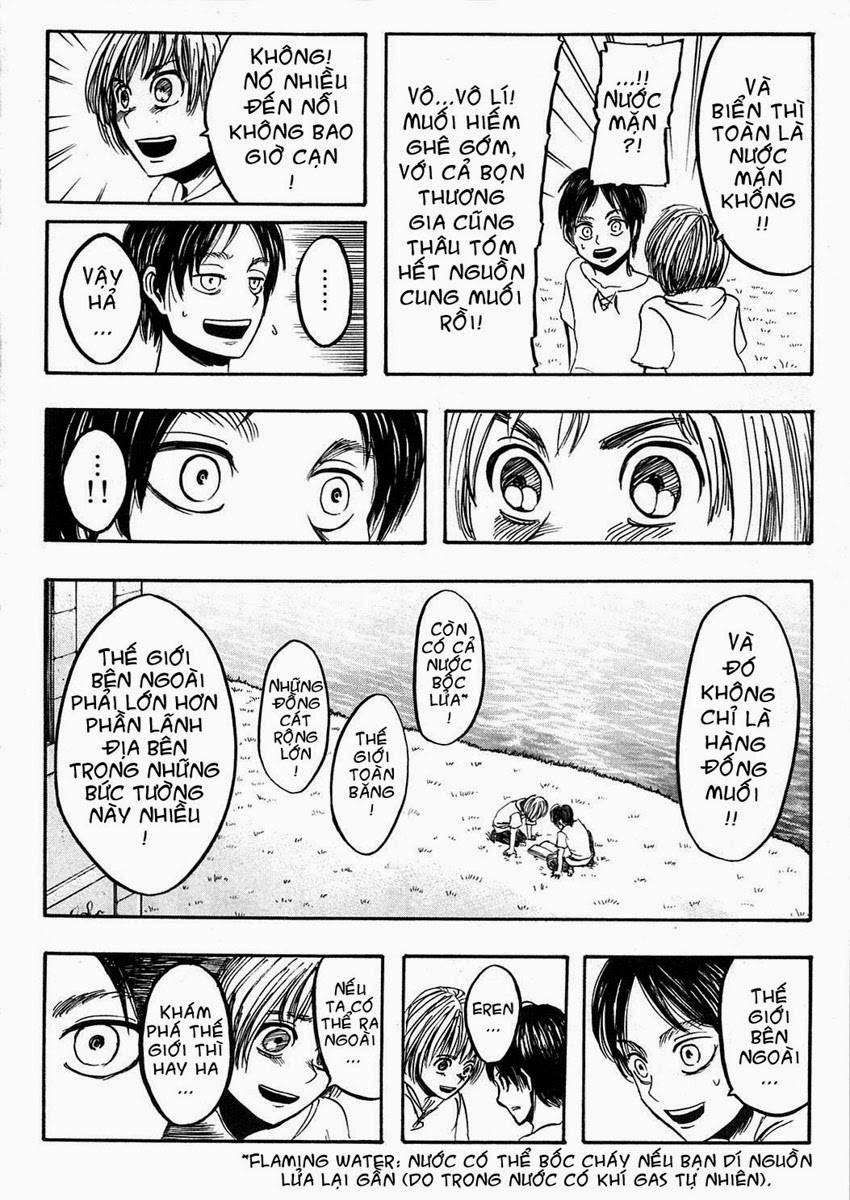 VÀ
BIỂN THÌ
TOÀN LÀ
NƯỚC
MẶN
KHÔNG
!!
...!!
NƯỚC
MẶN
?!
VÔ...VÔ LÍ!
MUỐI HIẾM
GHÊ GỚM,
VỚI CẢ BỌN
THƯƠNG
GIA CŨNG
THÂU TÓM
HẾT NGUỒN
CUNG MUỐI
RỒI!
KHÔNG!
NÓ NHIỀU
ĐẾN NỖI
KHÔNG BAO
GIỜ CẠN
!
......
VẬY
HẢ
...
...
!!
VÀ
ĐÓ
KHÔNG
CHỈ LÀ
HÀNG
ĐỐNG
MUỐI
!!
CÒN
CÓ CẢ
NƯỚC
BỐC
LỬA~
!
THẾ
GIỚI TOÀN
BĂNG
!
NHỮNG
ĐỒNG
CÁT
RỘNG
LỚN
!
THẾ GIỚI
BÊN NGOÀI
PHẢI LỚN HƠN
PHẦN LÃNH
ĐỊA BÊN
TRONG NHỮNG
BỨC TƯỜNG
NÀY NHIỀU
!
THẾ
GIỚI
BÊN
NGOÀI
...
EREN
...
NẾU
TA CÓ
THỂ RA
NGOÀI
...
KHÁM
PHÁ THẾ
GIỚI THÌ
HAY HA
...
~FLAMING WATER: NƯỚC CÓ THỂ BỐC CHÁY NẾU BẠN DÍ NGUỒN
LỬA LẠI GẦN (DO TRONG NƯỚC CÓ KHÍ GAS TỰ NHIÊN).